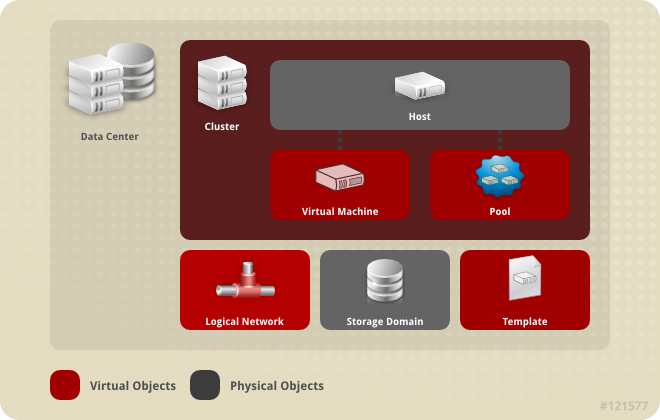 Data Center
Cluster
Host
Virtual Machine
Pool
Logical Network
Storage Domain
Template
Virtual Objects
Physical Objects
#121577